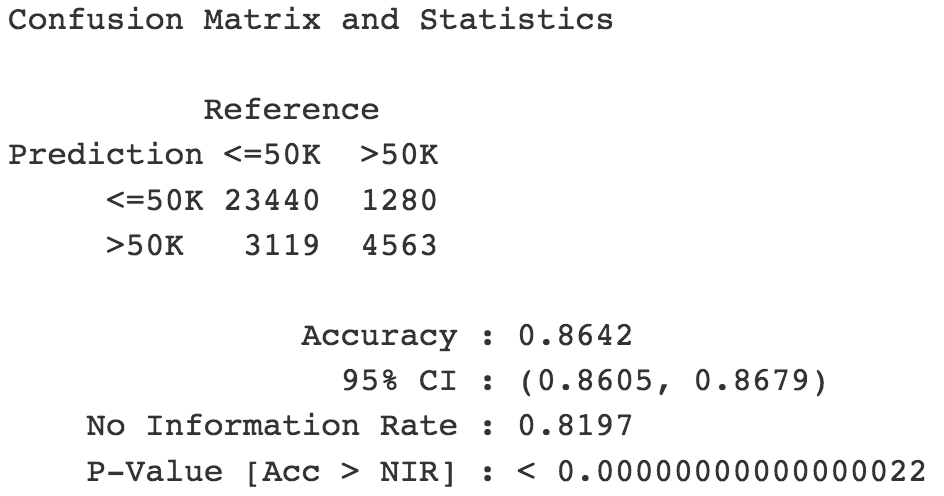 Confusion Matrix and Statistics
Reference
Prediction <=50K >50K
<=50K 23440 1280
>50K 3119 4563
Accuracy : 0.8642
95% CI : (0.8605, 0.8679)
No Information Rate : 0.8197
P-Value [Acc > NIR] : < 0.00000000000000022